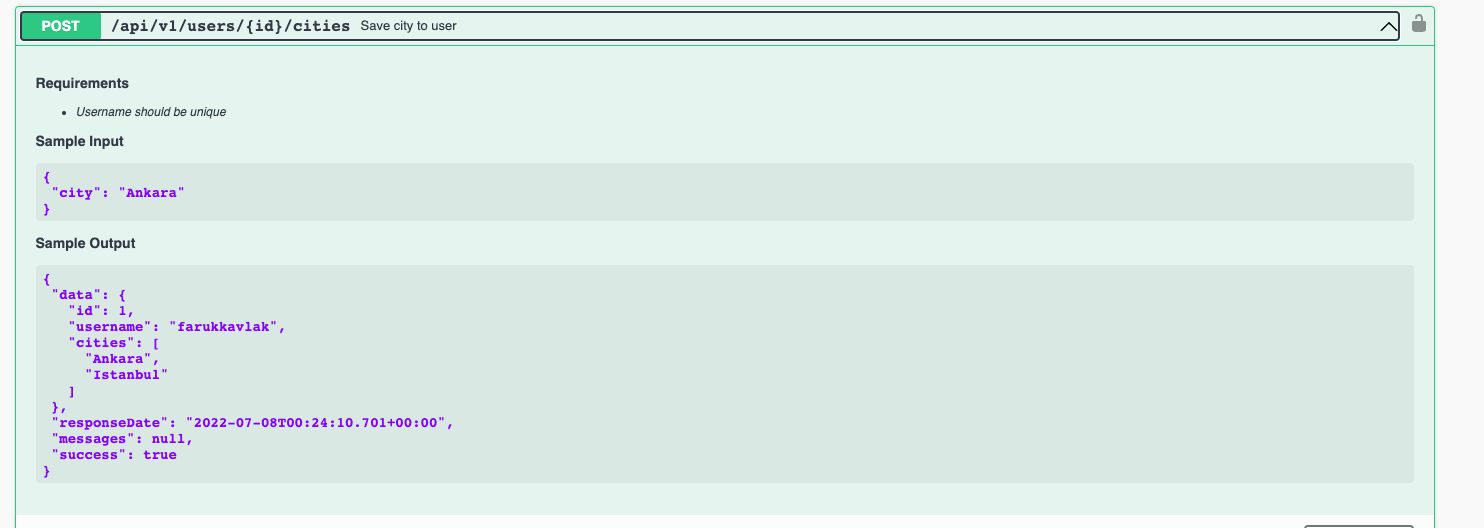 POST /api/v1/users/{id}/cities Save city to user
Requirements
• Username should be unique
Sample Input
{
"city": "Ankara"
}
Sample Output
{
"data": {
"id": 1,
"username": "farukkavlak",
"cities": [
"Ankara",
"Istanbul"
]
},
"responseDate": "2022-07-08T00:24:10.701+00:00",
"messages": null,
"success": true
}